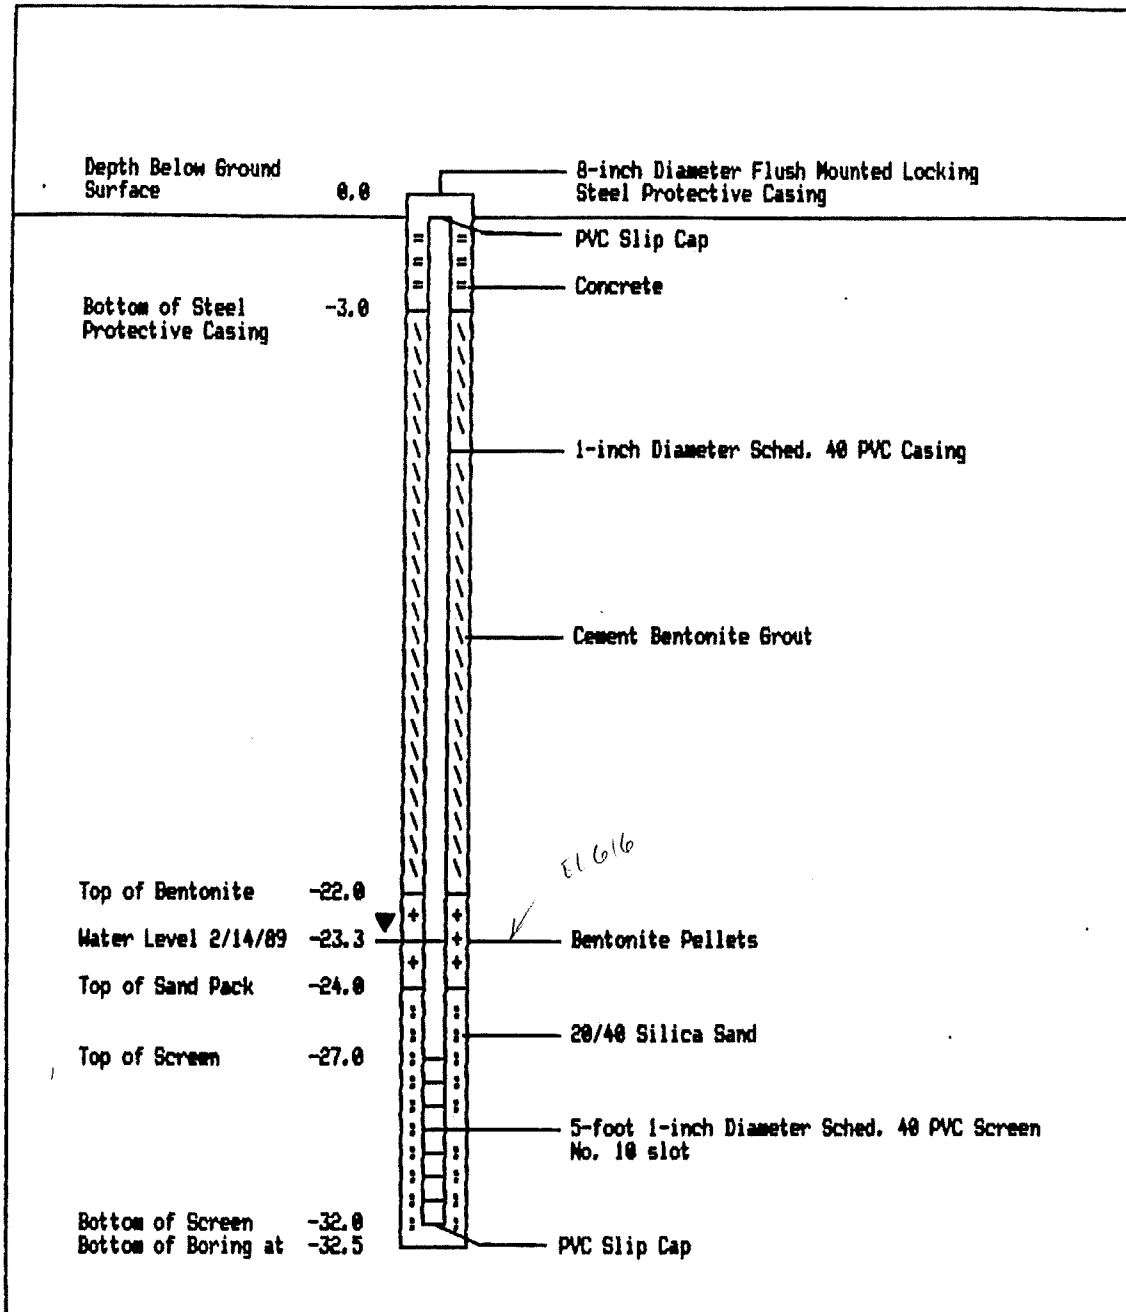 Depth Below Ground
Surface 0.0
8-inch Diameter Flush Mounted Locking
Steel Protective Casing
PVC Slip Cap
Concrete
Bottom of Steel -3.0
Protective Casing
1-inch Diameter Sched. 40 PVC Casing
Cement Bentonite Grout
El 616
Top of Bentonite -22.0
Water Level 2/14/89 -23.3
Bentonite Pellets
Top of Sand Pack -24.0
20/40 Silica Sand
Top of Screen -27.0
5-foot 1-inch Diameter Sched. 40 PVC Screen
No. 10 slot
Bottom of Screen -32.0
Bottom of Boring at -32.5
PVC Slip Cap